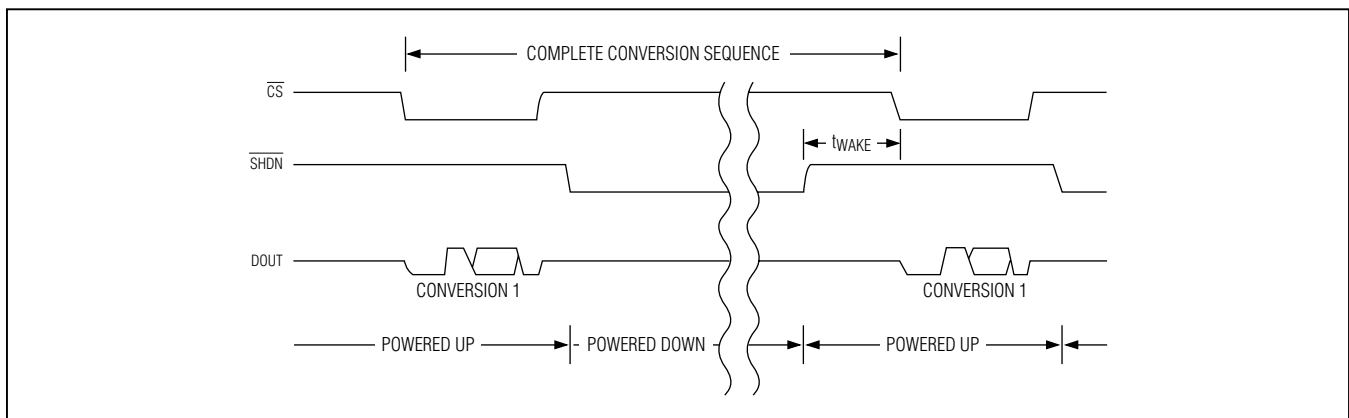 COMPLETE CONVERSION SEQUENCE
CS
tWAKE
SHDN
DOUT
CONVERSION 1
CONVERSION 1
POWERED UP
POWERED DOWN
POWERED UP